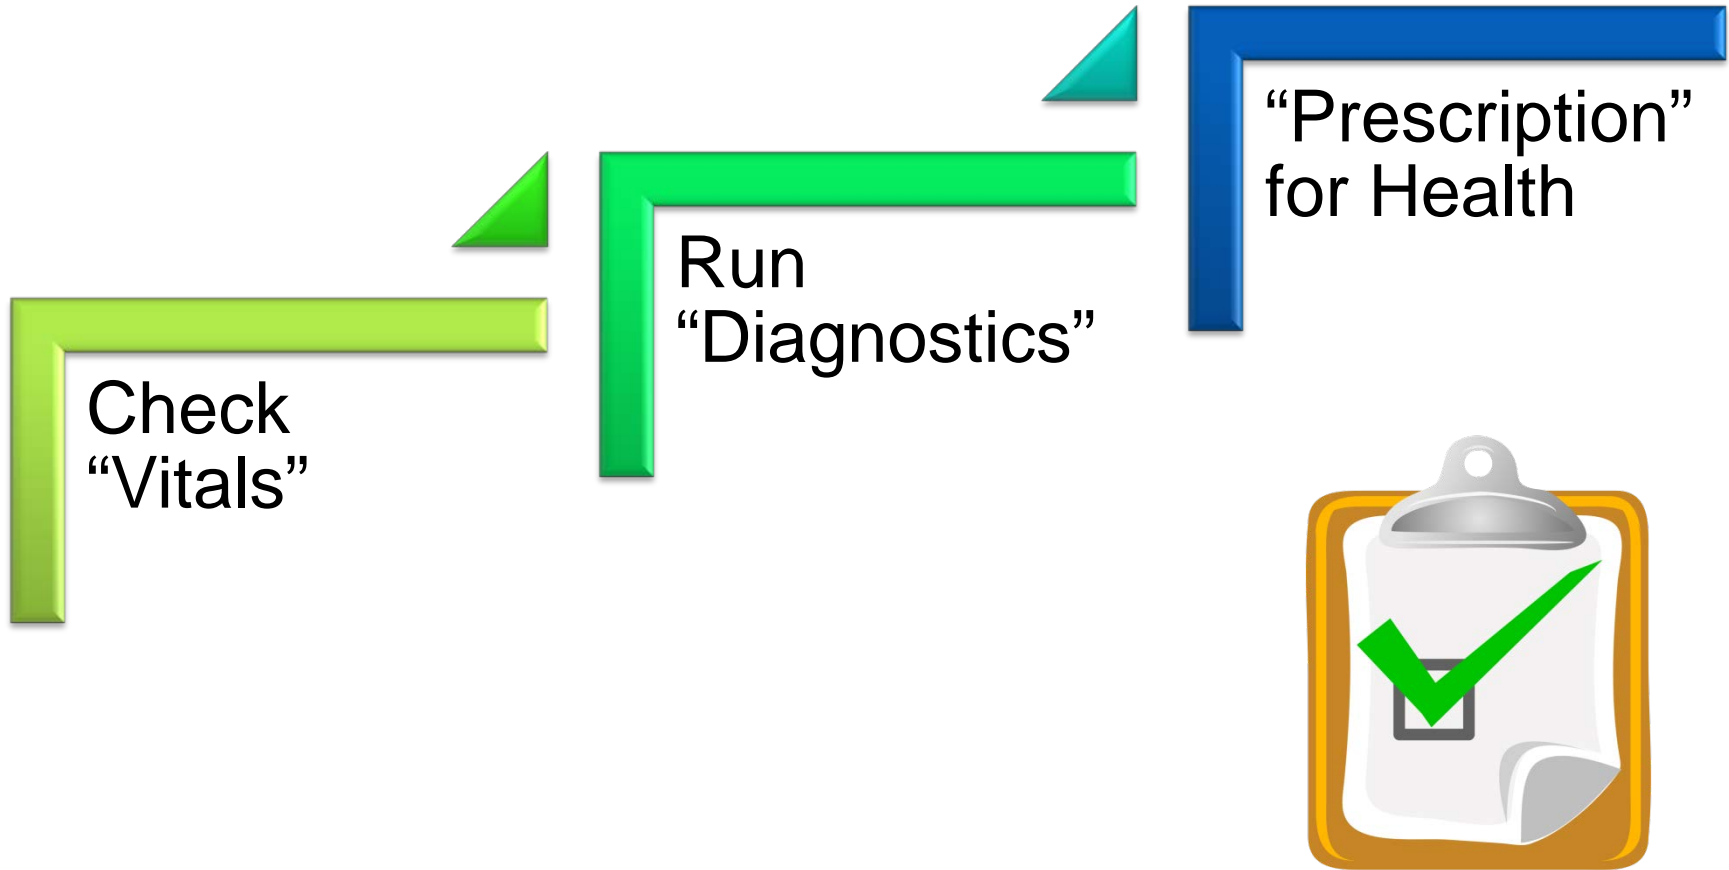 Check
“Vitals”
Run
“Diagnostics”
“Prescription”
for Health